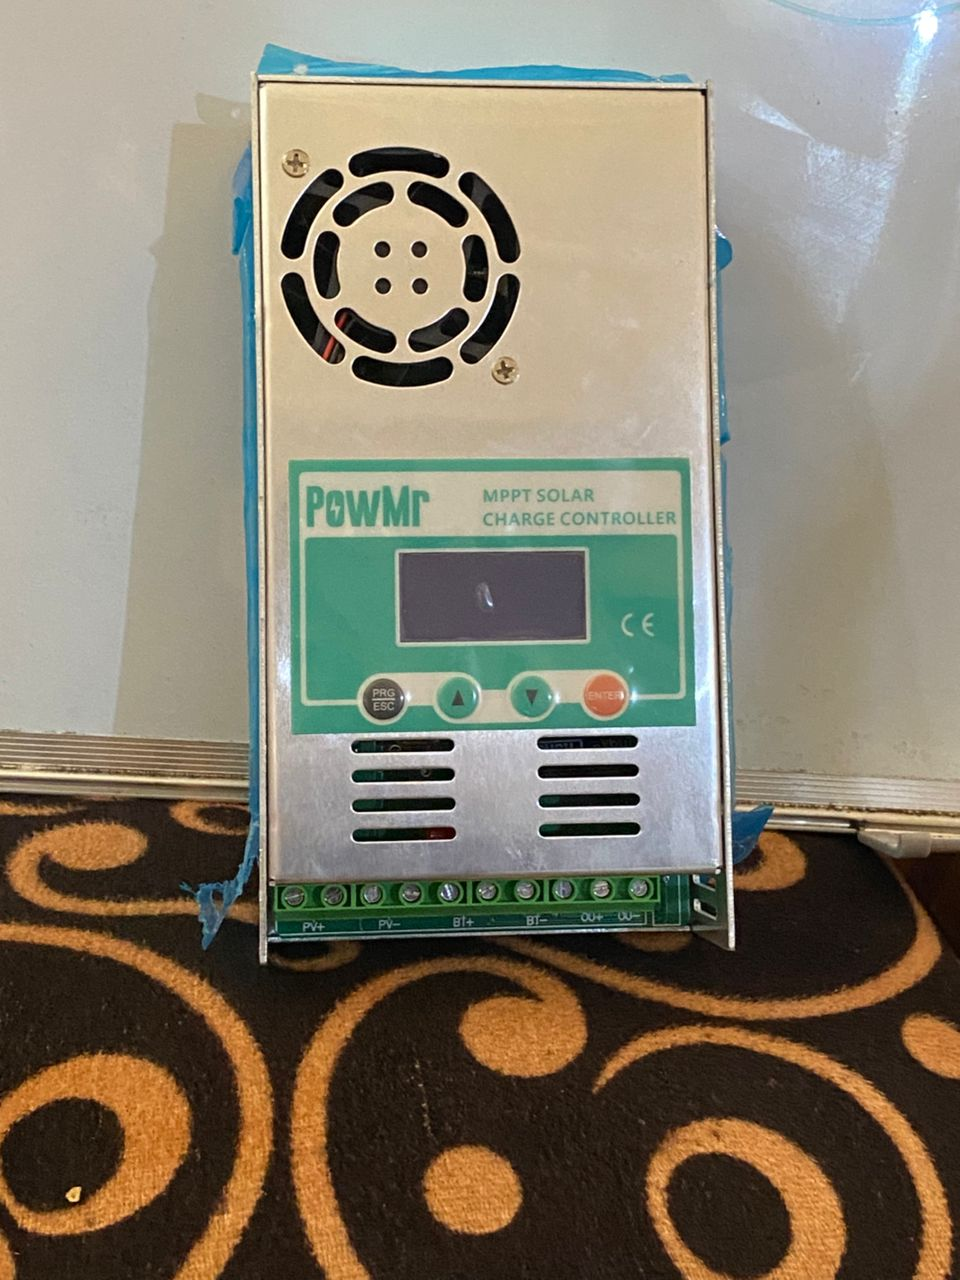 PowMr
MPPT SOLAR
CHARGE CONTROLLER
CE
PRG
ESC
ENTER
PV+ PV- BT+ BT- OU+ OU-